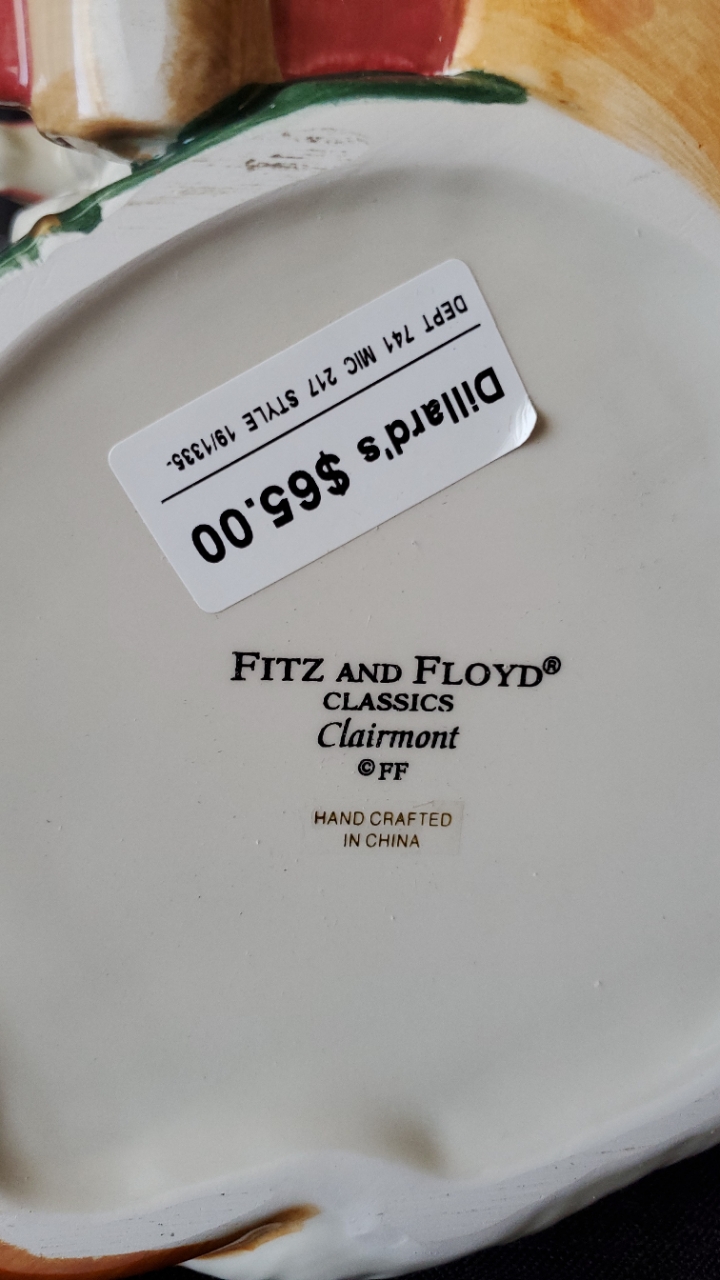 DEPT 741 MIC 217 STYLE 19/1335-
Dillard's $65.00
FITZ AND FLOYD®
CLASSICS
Clairmont
©FF
HAND CRAFTED
IN CHINA